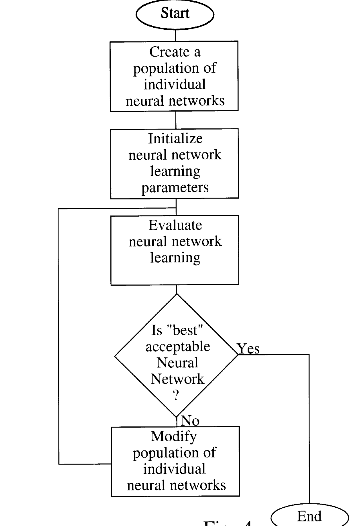 Start
Create a
population of
individual
neural networks
Initialize
neural network
learning
parameters
Evaluate
neural network
learning
Is "best"
acceptable
Neural
Network
?
Yes
No
Modify
population of
individual
neural networks
End